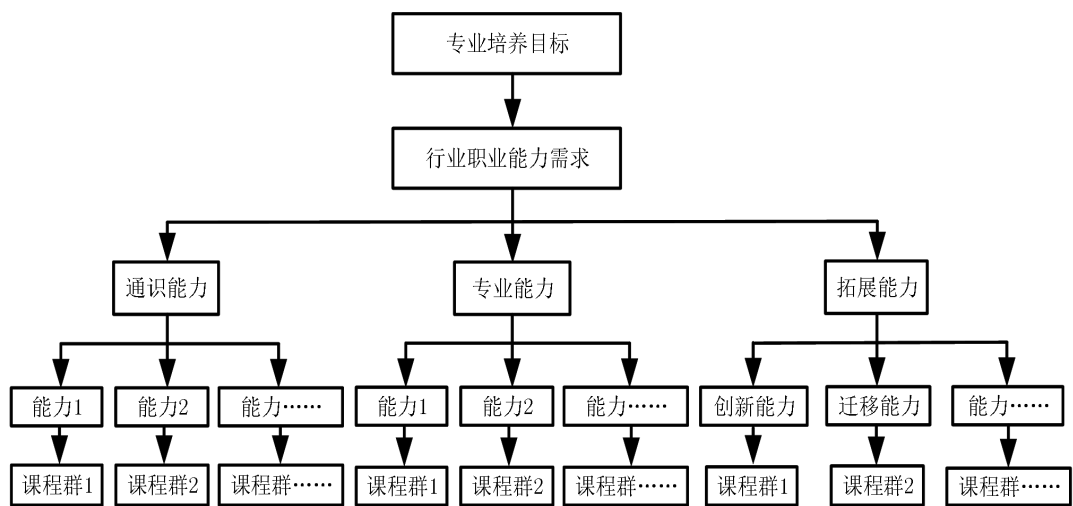 专业培养目标
行业职业能力需求
通识能力
专业能力
拓展能力
能力1
能力2
能力……
能力1
能力2
能力……
创新能力
迁移能力
能力……
课程群1
课程群2
课程群……
课程群1
课程群2
课程群……
课程群1
课程群2
课程群……